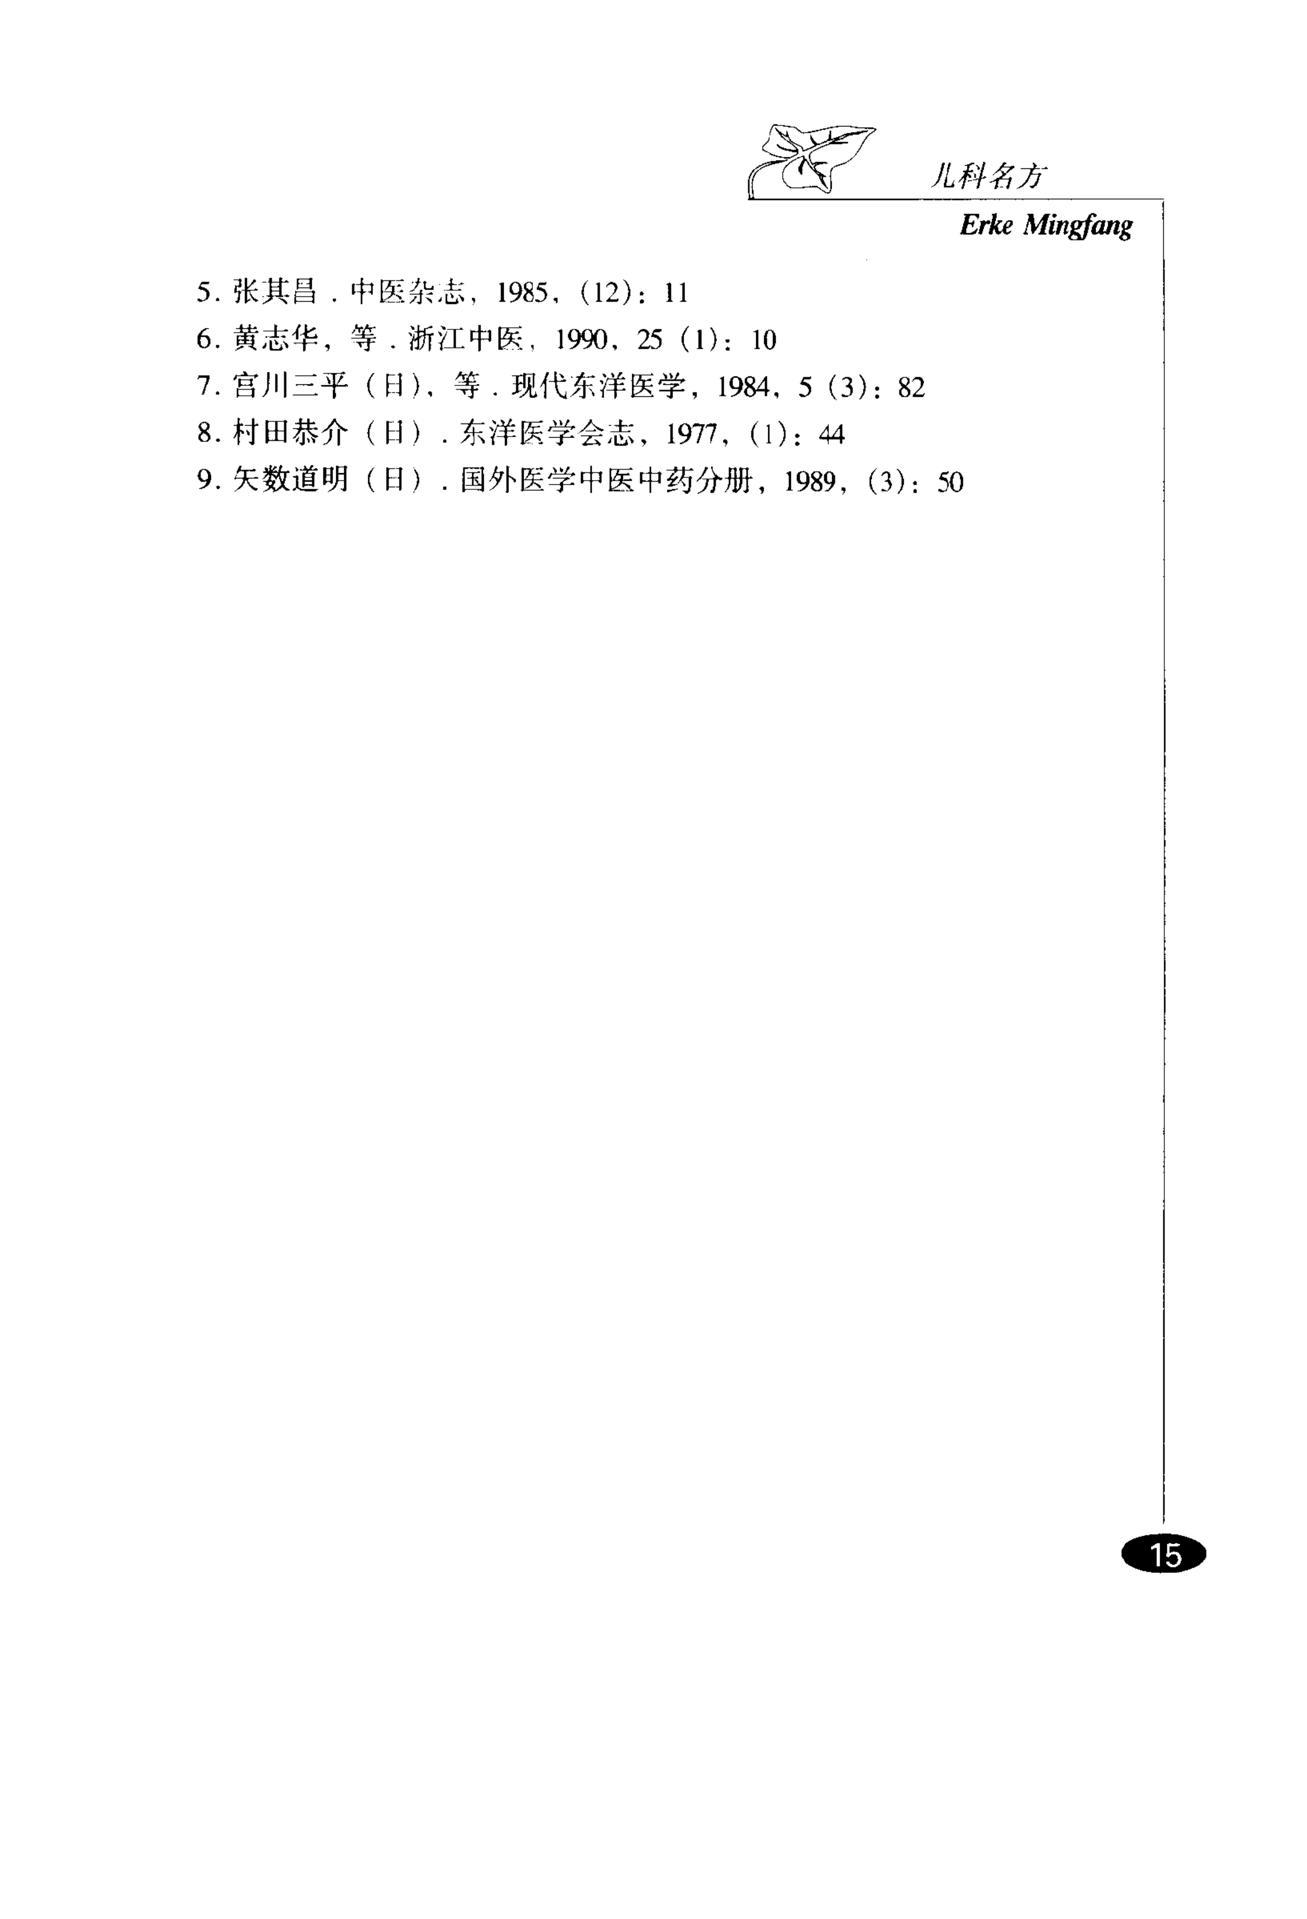 儿科名方
Erke Mingfang
5. 张其昌．中医杂志，1985，(12)：11
6. 黄志华，等．浙江中医，1990，25 (1)：10
7. 宫川三平（日），等．现代东洋医学，1984，5 (3)：82
8. 村田恭介（日）．东洋医学会志，1977，(1)：44
9. 矢数道明（日）．国外医学中医中药分册，1989，(3)：50
15